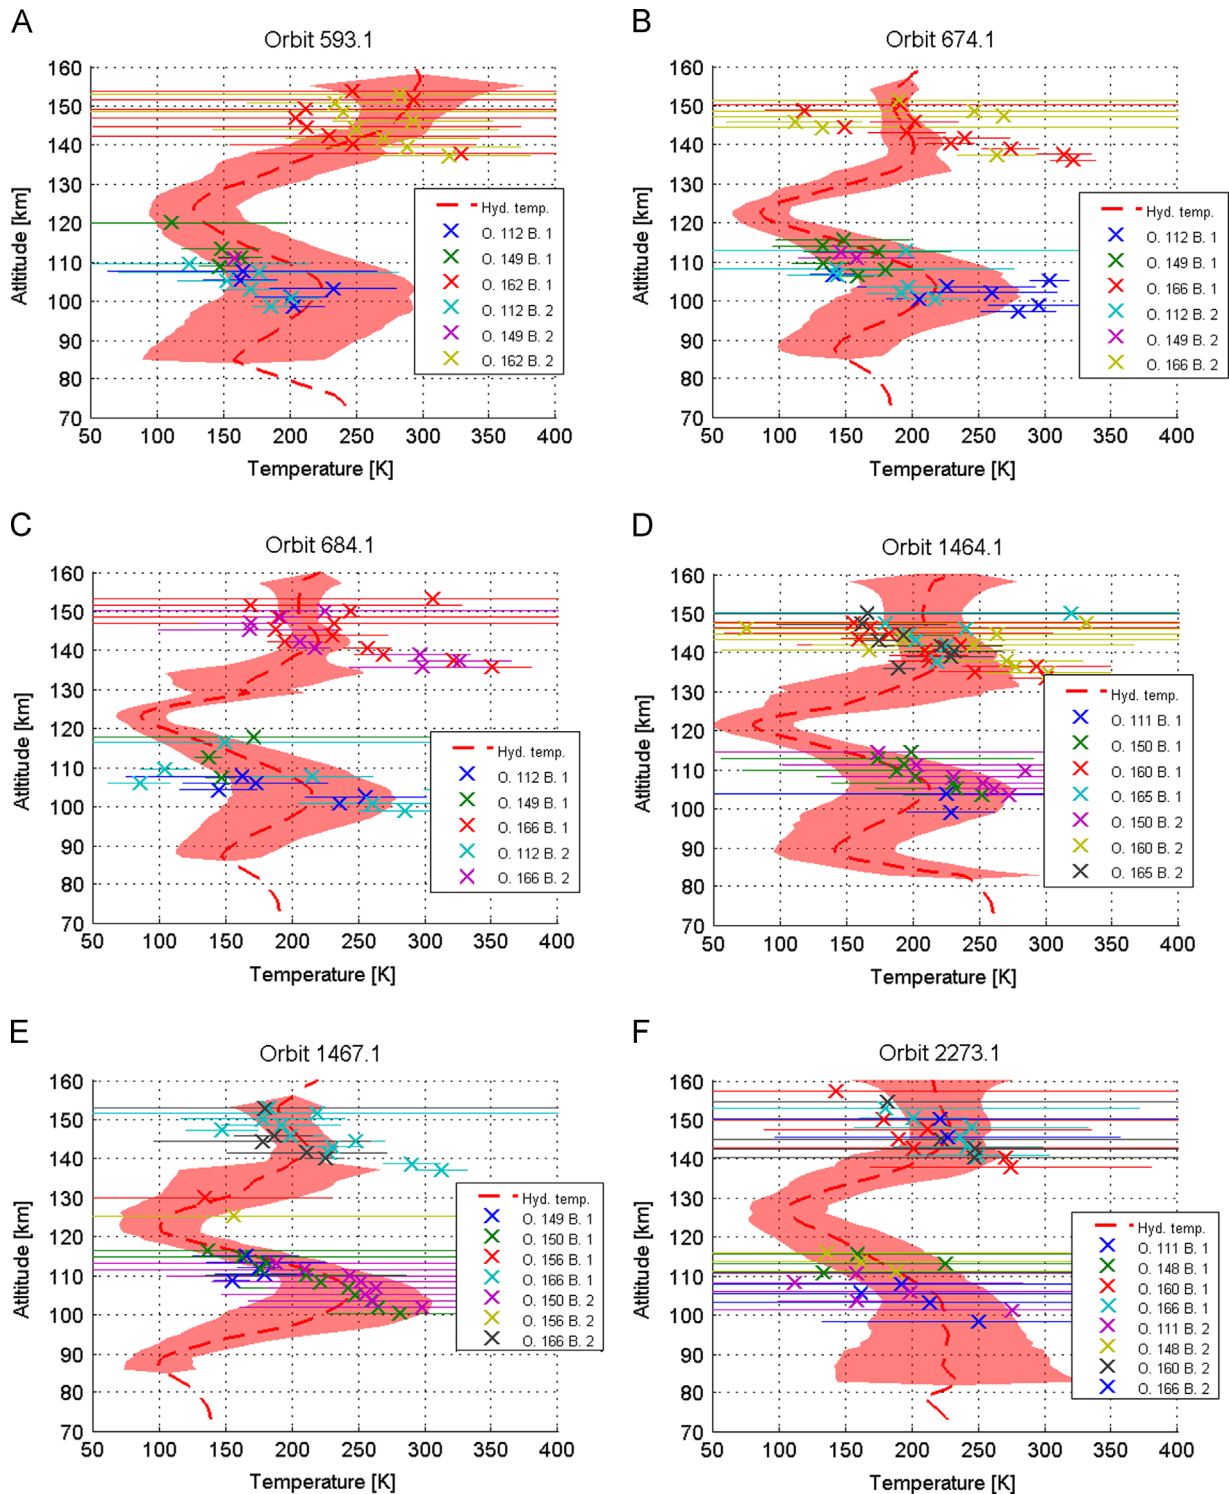 A
Orbit 593.1
160
150
140
130
120
110
100
90
80
70
50 100 150 200 250 300 350 400
Altitude [km]
Temperature [K]
Hyd. temp.
O. 112 B. 1
O. 149 B. 1
O. 162 B. 1
O. 112 B. 2
O. 149 B. 2
O. 162 B. 2
B
Orbit 674.1
160
150
140
130
120
110
100
90
80
70
50 100 150 200 250 300 350 400
Altitude [km]
Temperature [K]
Hyd. temp.
O. 112 B. 1
O. 149 B. 1
O. 166 B. 1
O. 112 B. 2
O. 149 B. 2
O. 166 B. 2
C
Orbit 684.1
160
150
140
130
120
110
100
90
80
70
50 100 150 200 250 300 350 400
Altitude [km]
Temperature [K]
Hyd. temp.
O. 112 B. 1
O. 149 B. 1
O. 166 B. 1
O. 112 B. 2
O. 166 B. 2
D
Orbit 1464.1
160
150
140
130
120
110
100
90
80
70
50 100 150 200 250 300 350 400
Altitude [km]
Temperature [K]
Hyd. temp.
O. 111 B. 1
O. 150 B. 1
O. 160 B. 1
O. 165 B. 1
O. 150 B. 2
O. 160 B. 2
O. 165 B. 2
E
Orbit 1467.1
160
150
140
130
120
110
100
90
80
70
50 100 150 200 250 300 350 400
Altitude [km]
Temperature [K]
Hyd. temp.
O. 149 B. 1
O. 150 B. 1
O. 156 B. 1
O. 166 B. 1
O. 150 B. 2
O. 156 B. 2
O. 166 B. 2
F
Orbit 2273.1
160
150
140
130
120
110
100
90
80
70
50 100 150 200 250 300 350 400
Altitude [km]
Temperature [K]
Hyd. temp.
O. 111 B. 1
O. 148 B. 1
O. 160 B. 1
O. 166 B. 1
O. 111 B. 2
O. 148 B. 2
O. 160 B. 2
O. 166 B. 2